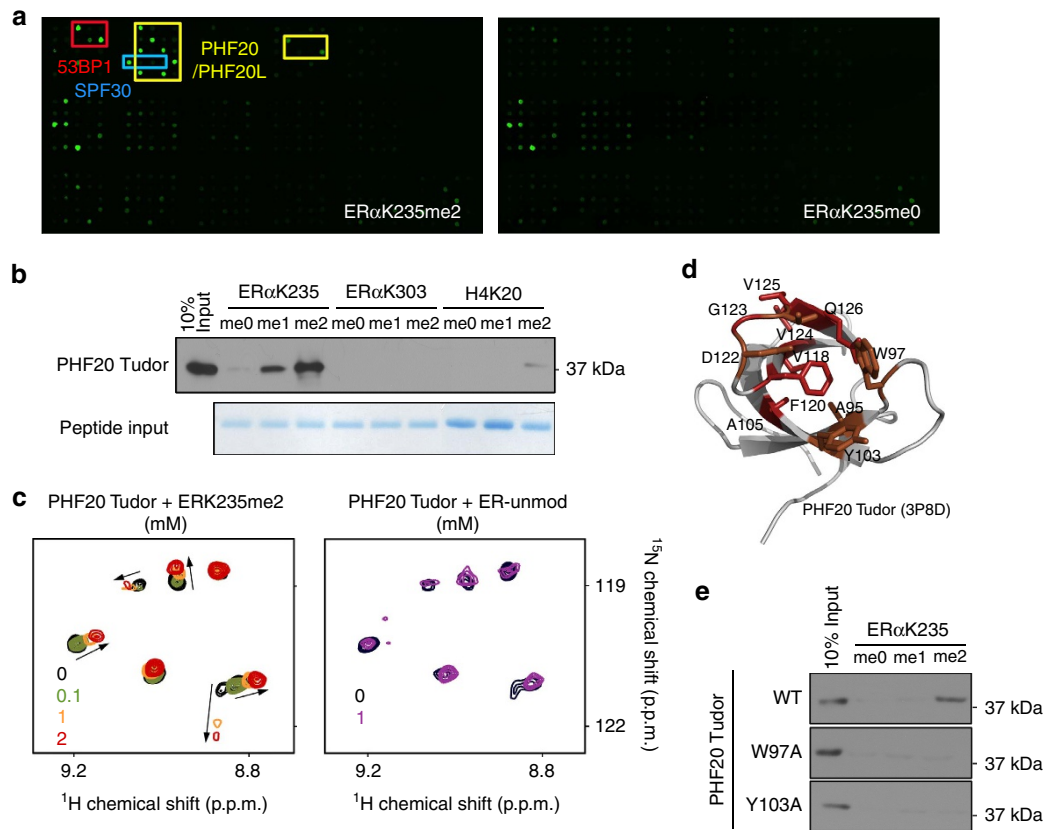 a
53BP1
SPF30
PHF20
/PHF20L
ERαK235me2
ERαK235me0
b
10%
Input
ERαK235
ERαK303
H4K20
me0 me1 me2 me0 me1 me2 me0 me1 me2
PHF20 Tudor
37 kDa
Peptide input
c
PHF20 Tudor + ERK235me2
(mM)
PHF20 Tudor + ER-unmod
(mM)
0
0.1
1
2
0
1
119
122
9.2
8.8
9.2
8.8
¹H chemical shift (p.p.m.)
¹H chemical shift (p.p.m.)
¹⁵N chemical shift (p.p.m.)
d
V125
G123
Q126
V124
D122
V118
W97
F120
A95
A105
Y103
PHF20 Tudor (3P8D)
e
10% Input
ERαK235
me0 me1 me2
PHF20 Tudor
WT
37 kDa
W97A
37 kDa
Y103A
37 kDa